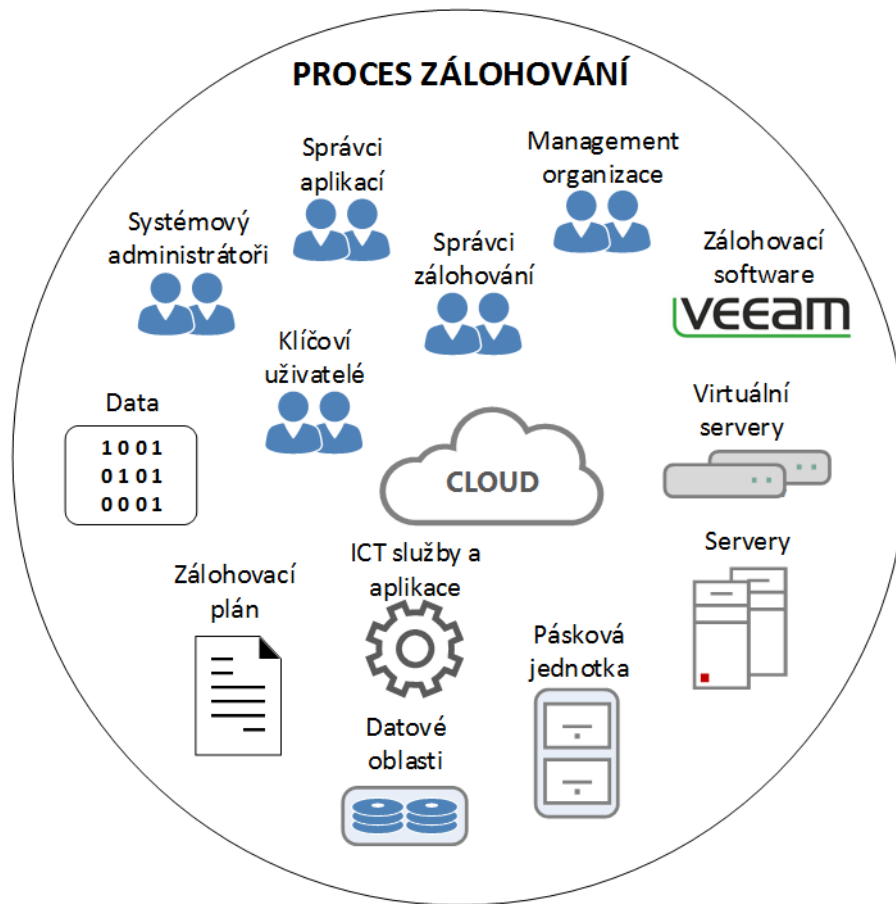 PROCES ZÁLOHOVÁNÍ
Správci
aplikací
Management
organizace
Systémový
administrátoři
Správci
zálohování
Zálohovací
software
veeam
Klíčoví
uživatelé
Data
1 0 0 1
0 1 0 1
0 0 0 1
CLOUD
Virtuální
servery
Zálohovací
plán
ICT služby a
aplikace
Servery
Pásková
jednotka
Datové
oblasti